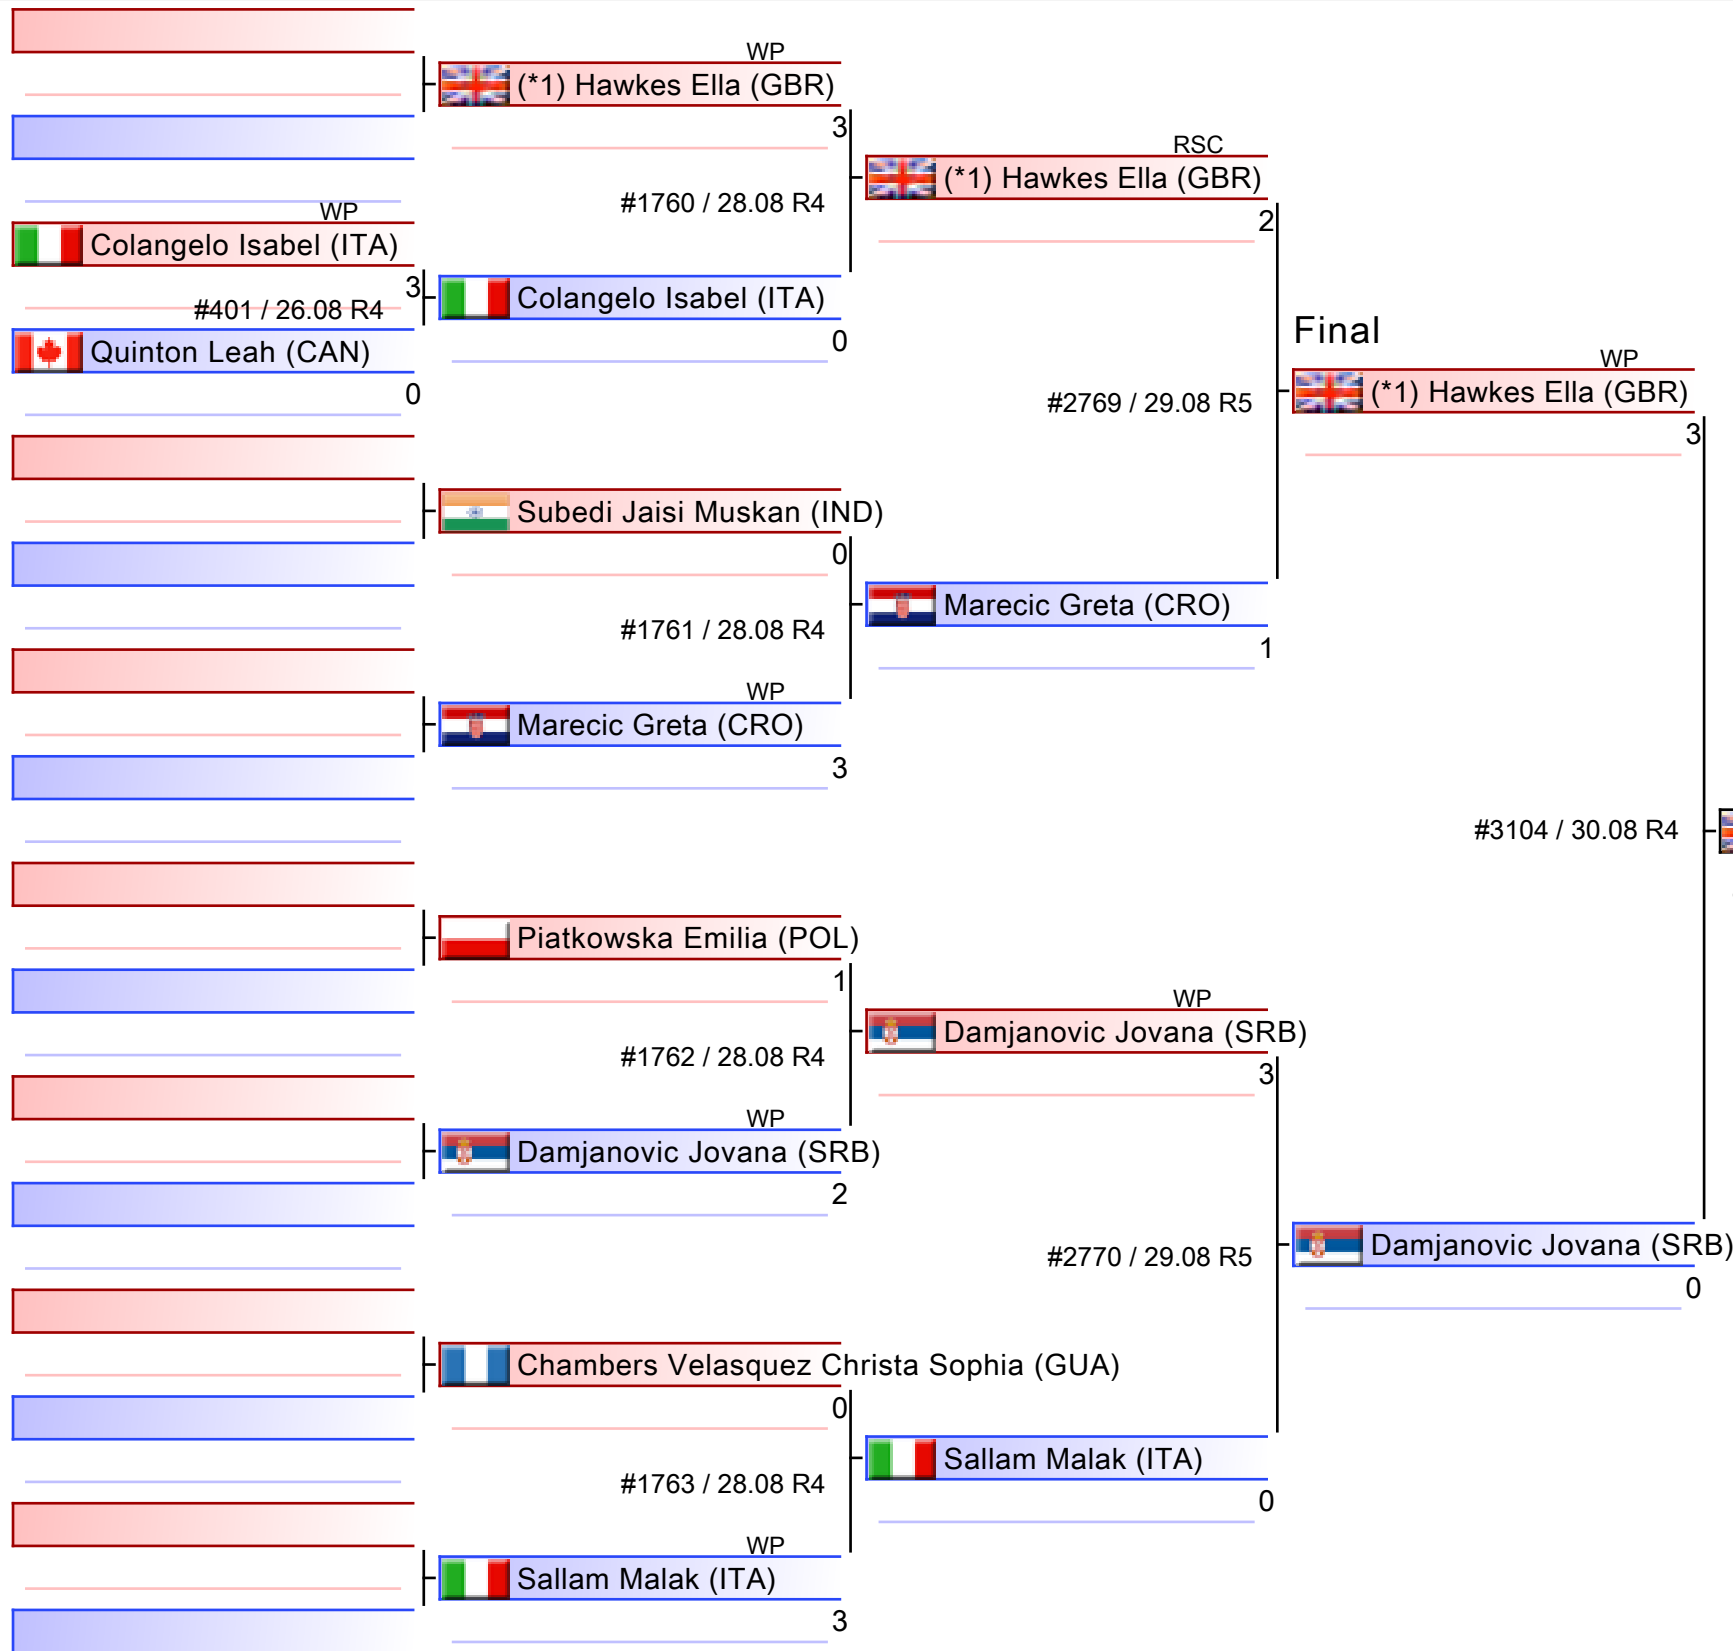 WP
(*1) Hawkes Ella (GBR)
3
#1760 / 28.08 R4
WP
Colangelo Isabel (ITA)
3
#401 / 26.08 R4
Quinton Leah (CAN)
0
Colangelo Isabel (ITA)
0
RSC
(*1) Hawkes Ella (GBR)
2
#2769 / 29.08 R5
Subedi Jaisi Muskan (IND)
0
#1761 / 28.08 R4
WP
Marecic Greta (CRO)
3
Marecic Greta (CRO)
1
Final
WP
(*1) Hawkes Ella (GBR)
3
#3104 / 30.08 R4
Piatkowska Emilia (POL)
1
#1762 / 28.08 R4
WP
Damjanovic Jovana (SRB)
2
WP
Damjanovic Jovana (SRB)
3
#2770 / 29.08 R5
Damjanovic Jovana (SRB)
0
Chambers Velasquez Christa Sophia (GUA)
0
#1763 / 28.08 R4
WP
Sallam Malak (ITA)
3
Sallam Malak (ITA)
0